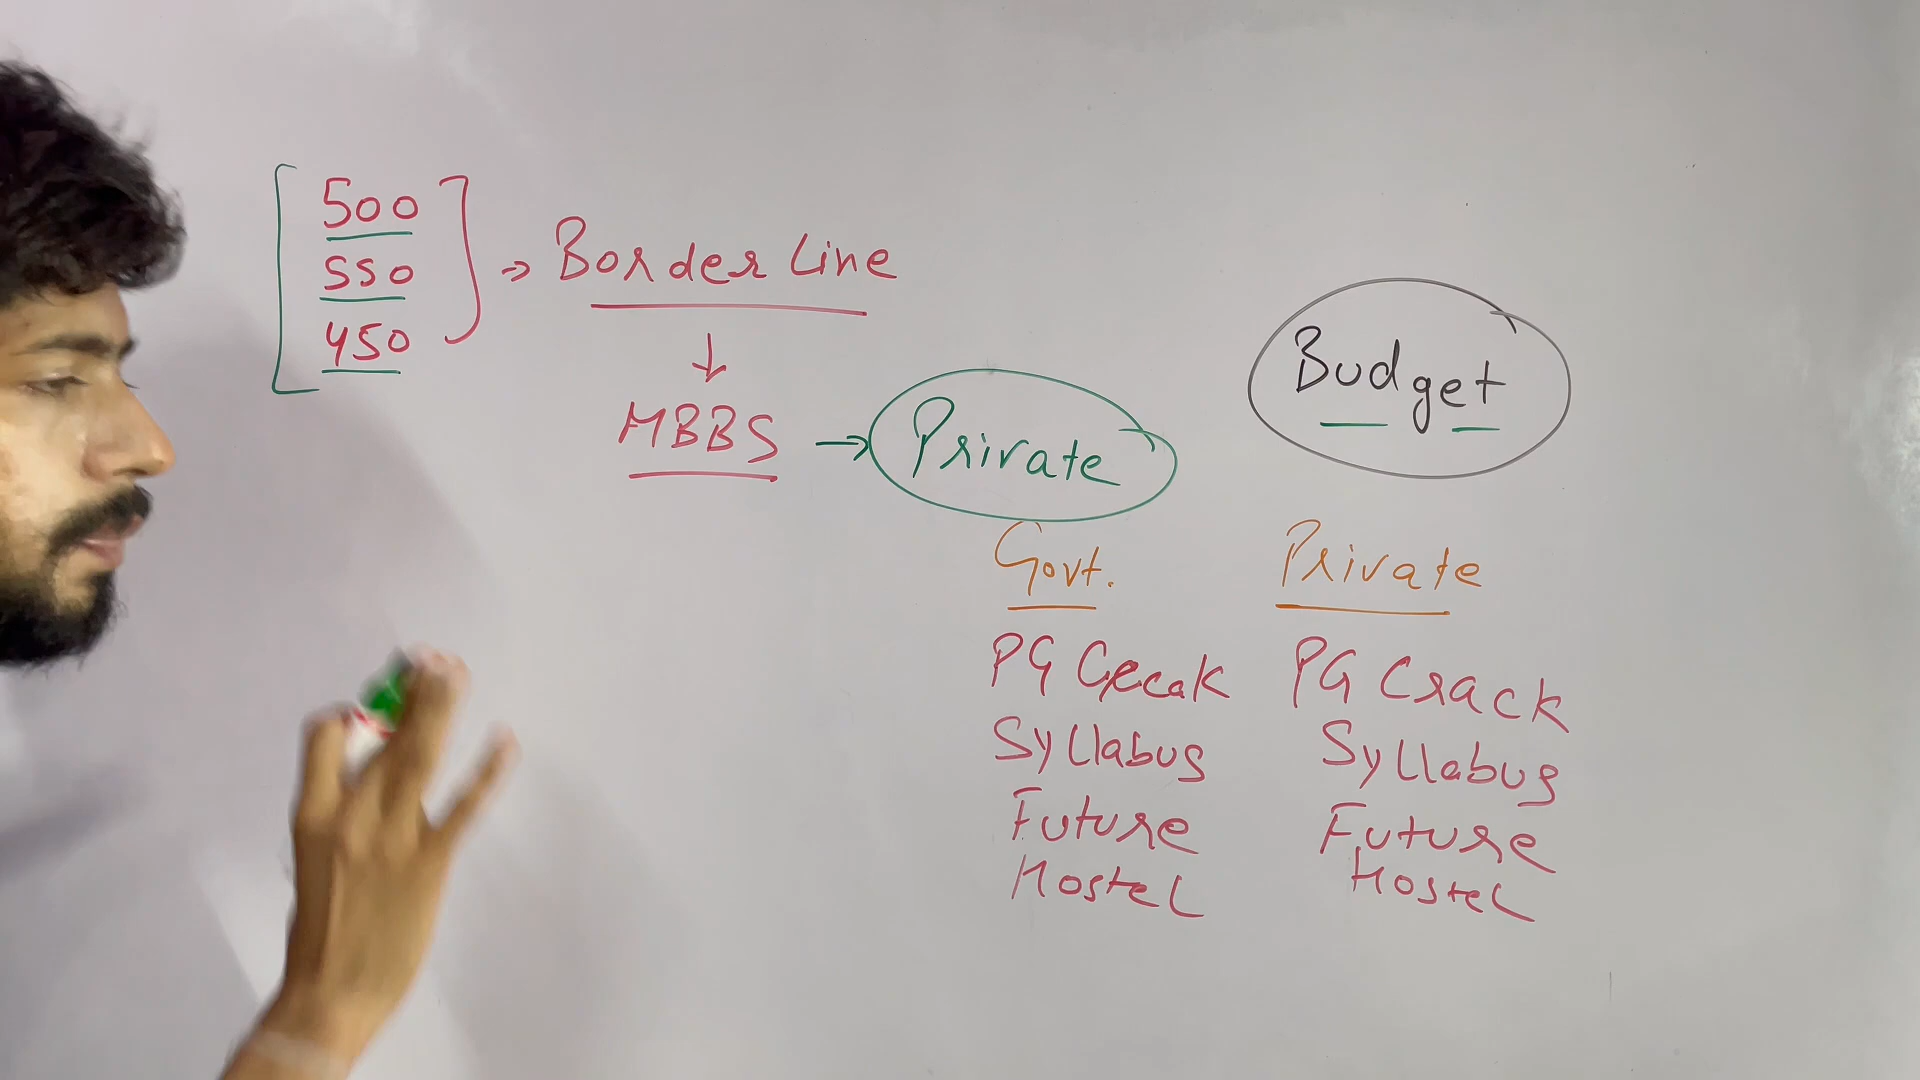 500
550
450
Border Line
MBBS
Private
Budget
Govt.
PG Crcak
Syllabus
Future
Hostel
Private
PG Crack
Syllabus
Future
Hostel